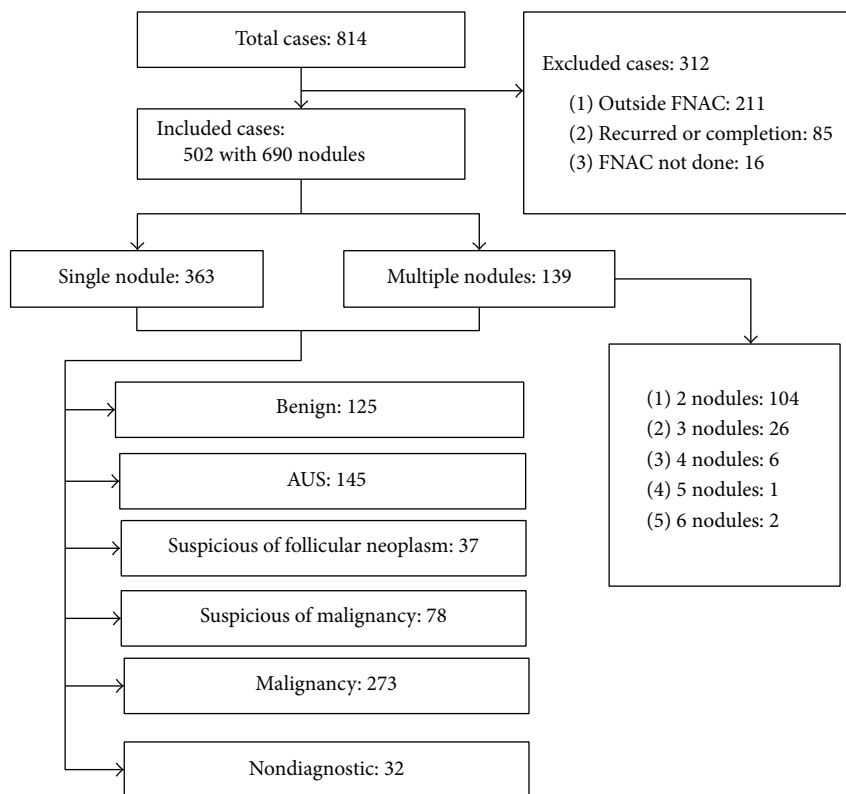 Total cases: 814
Excluded cases: 312
(1) Outside FNAC: 211
(2) Recurred or completion: 85
(3) FNAC not done: 16
Included cases:
502 with 690 nodules
Single nodule: 363
Multiple nodules: 139
(1) 2 nodules: 104
(2) 3 nodules: 26
(3) 4 nodules: 6
(4) 5 nodules: 1
(5) 6 nodules: 2
Benign: 125
AUS: 145
Suspicious of follicular neoplasm: 37
Suspicious of malignancy: 78
Malignancy: 273
Nondiagnostic: 32